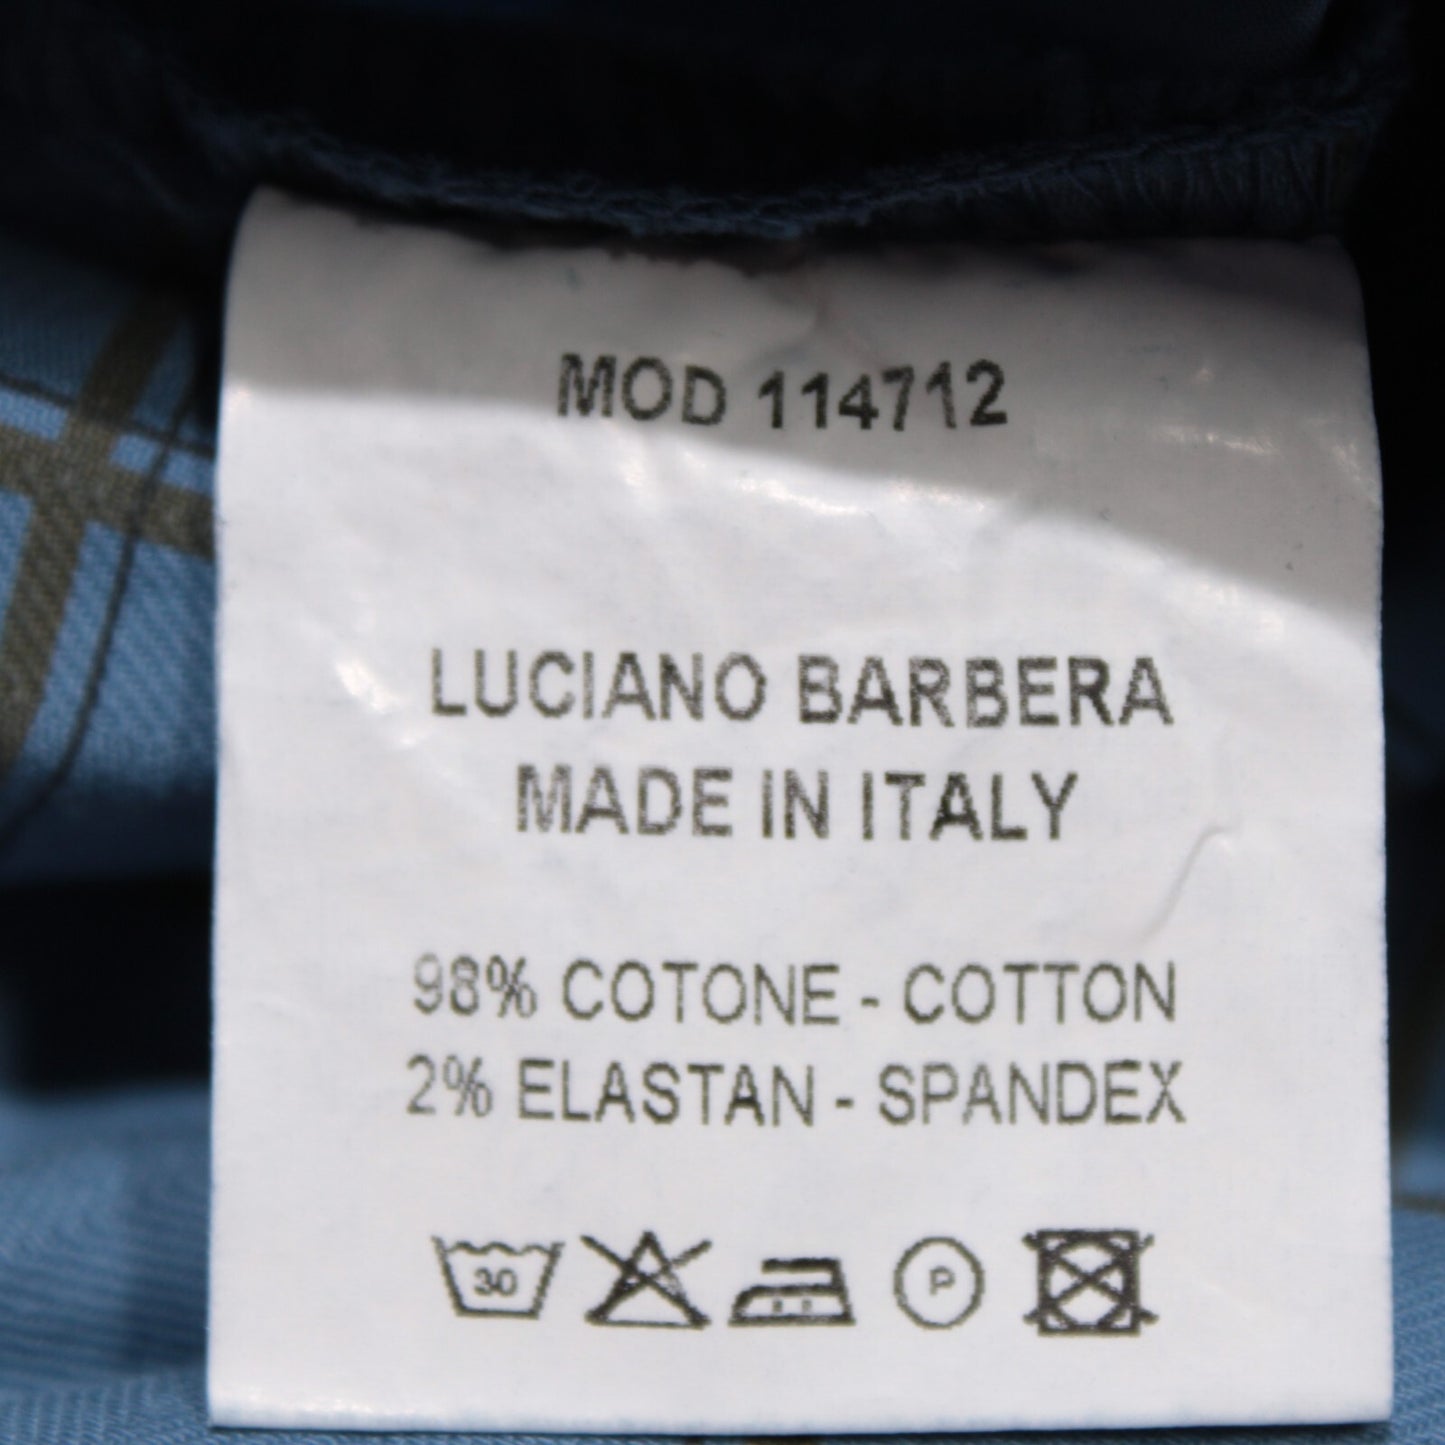 MOD 114712
LUCIANO BARBERA
MADE IN ITALY
98% COTONE - COTTON
2% ELASTAN - SPANDEX
30 P